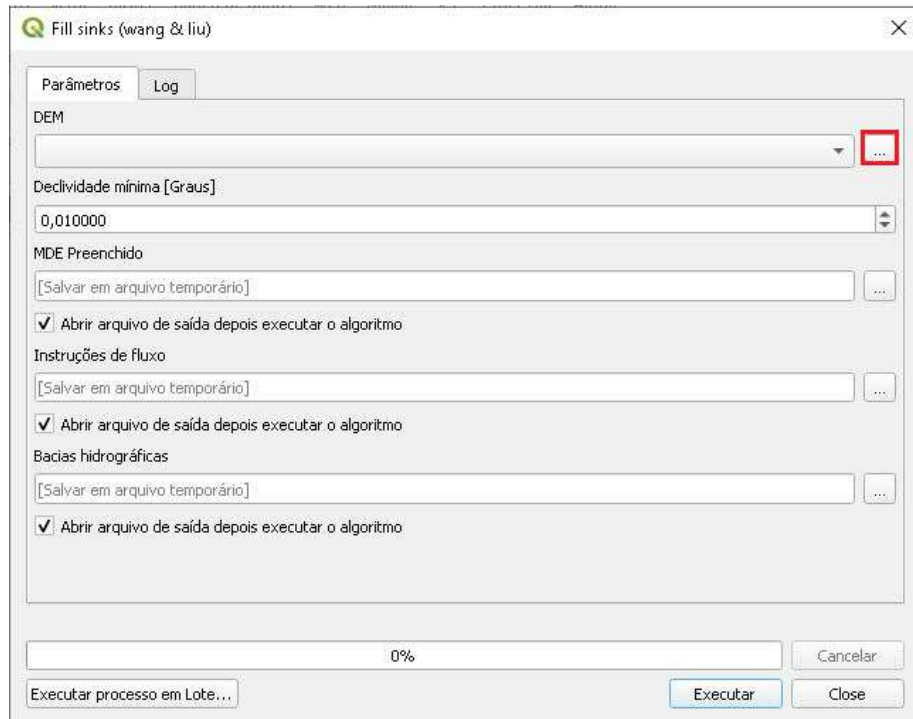 Fill sinks (wang & liu)
Parâmetros Log
DEM
...
Declividade mínima [Graus]
0,010000
MDE Preenchido
[Salvar em arquivo temporário] ...
Abrir arquivo de saída depois executar o algoritmo
Instruções de fluxo
[Salvar em arquivo temporário] ...
Abrir arquivo de saída depois executar o algoritmo
Bacias hidrográficas
[Salvar em arquivo temporário] ...
Abrir arquivo de saída depois executar o algoritmo
0% Cancelar
Executar processo em Lote... Executar Close